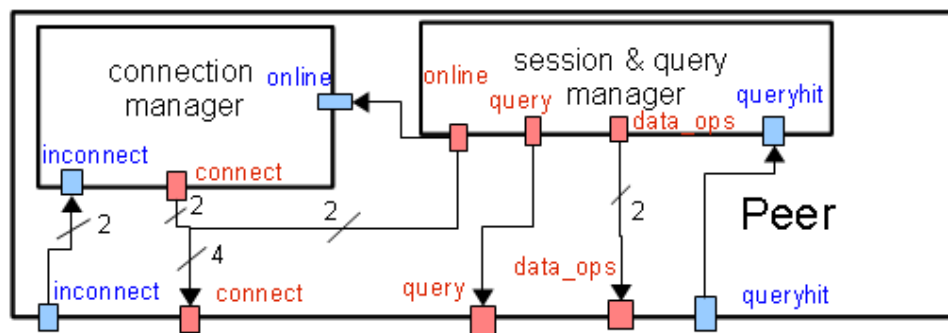 connection
manager
online
inconnect
connect
2
2
session & query
manager
online
query
data_ops
queryhit
2
2
4
Peer
inconnect
connect
query
data_ops
queryhit